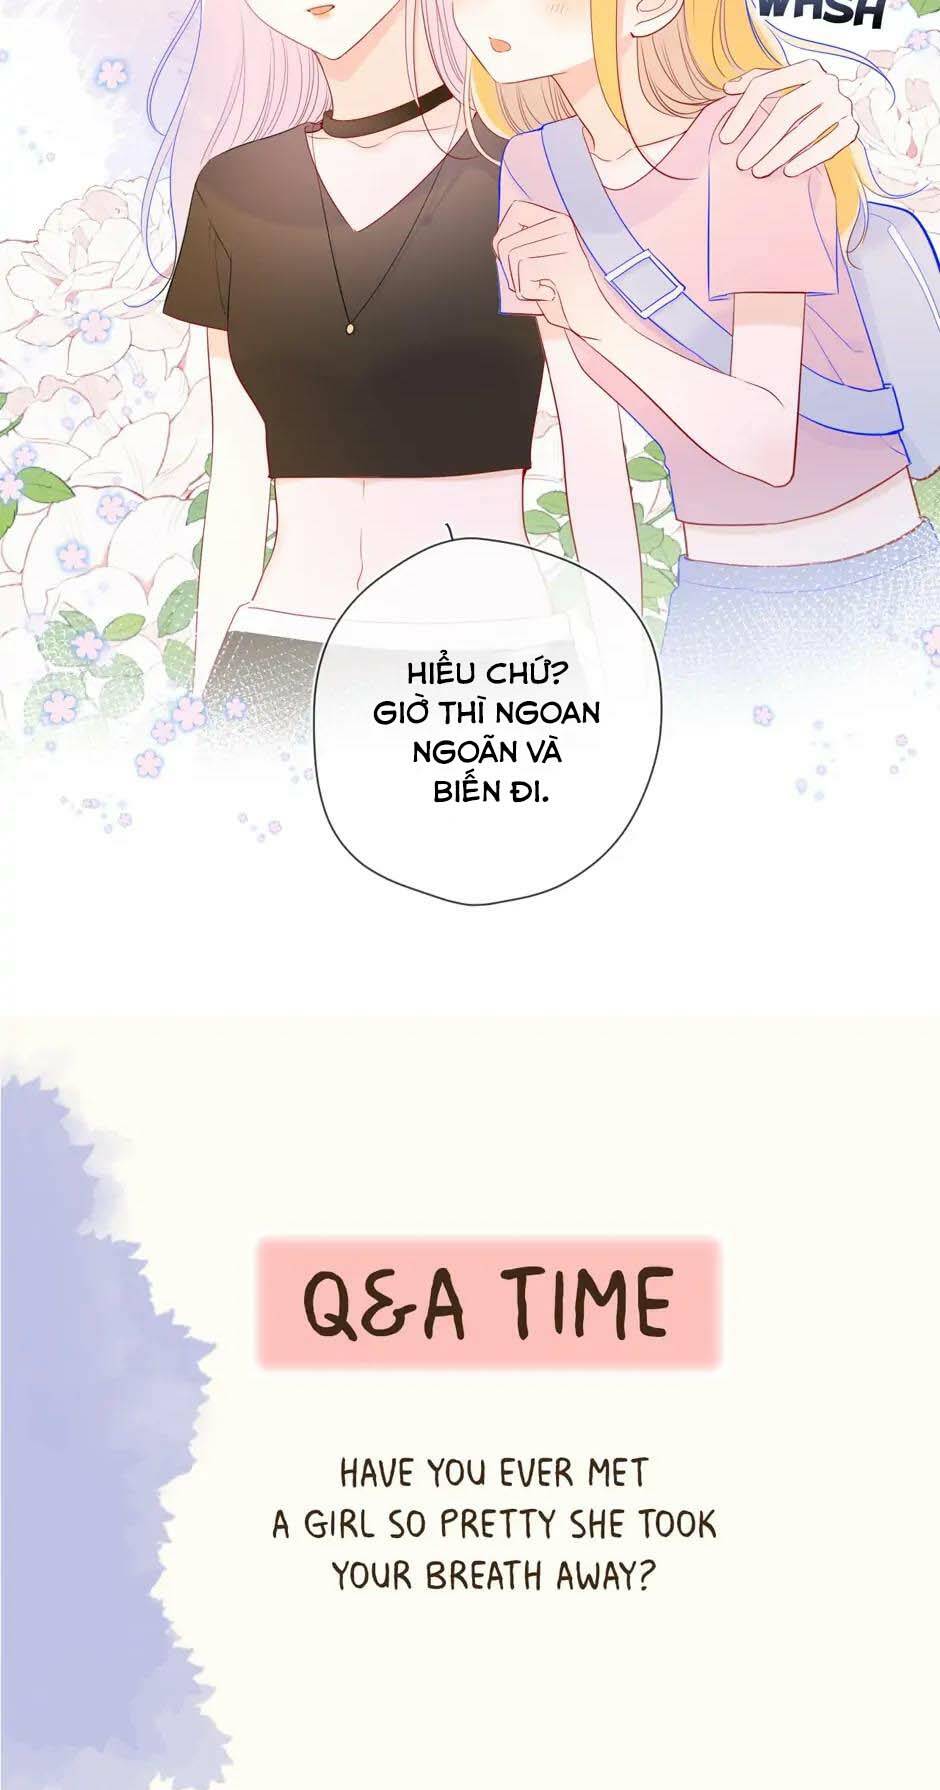 WHSH
HIỂU CHỨ?
GIỜ THÌ NGOAN
NGOÃN VÀ
BIẾN ĐI.
Q&A TIME
HAVE YOU EVER MET
A GIRL SO PRETTY SHE TOOK
YOUR BREATH AWAY?